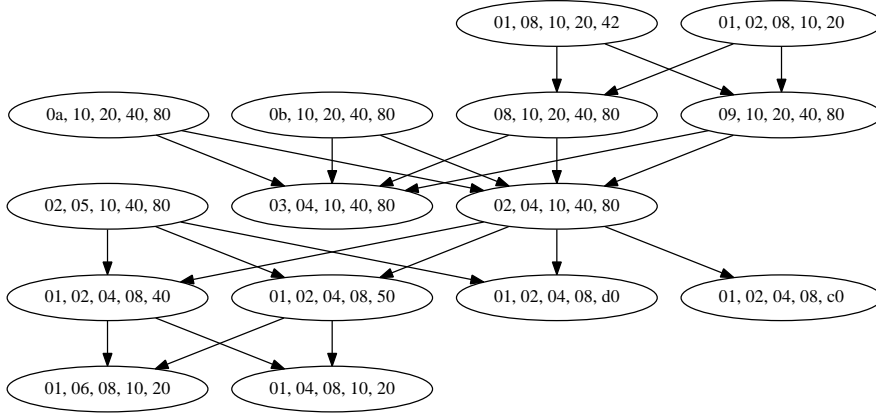 01, 08, 10, 20, 42
01, 02, 08, 10, 20
0a, 10, 20, 40, 80
0b, 10, 20, 40, 80
08, 10, 20, 40, 80
09, 10, 20, 40, 80
02, 05, 10, 40, 80
03, 04, 10, 40, 80
02, 04, 10, 40, 80
01, 02, 04, 08, 40
01, 02, 04, 08, 50
01, 02, 04, 08, d0
01, 02, 04, 08, c0
01, 06, 08, 10, 20
01, 04, 08, 10, 20